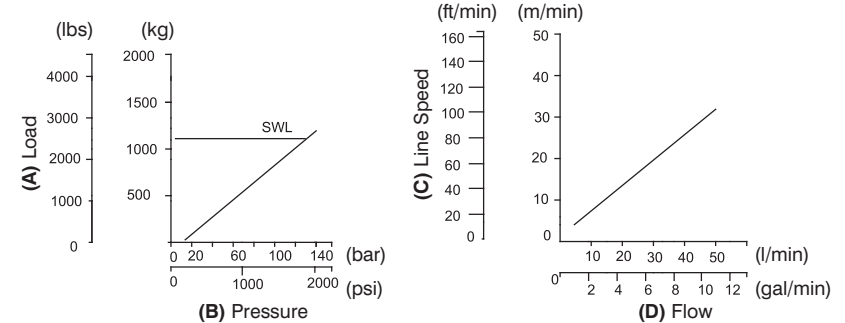 (lbs) (kg)
4000
3000
2000
1000
0
2000
1500
1000
500
SWL
(A) Load
0 20 60 100 140 (bar)
0 1000 2000 (psi)
(B) Pressure
(ft/min) (m/min)
160
140
120
100
80
60
40
20
0
50
40
30
20
10
0
(C) Line Speed
10 20 30 40 50 (l/min)
0 2 4 6 8 10 12 (gal/min)
(D) Flow